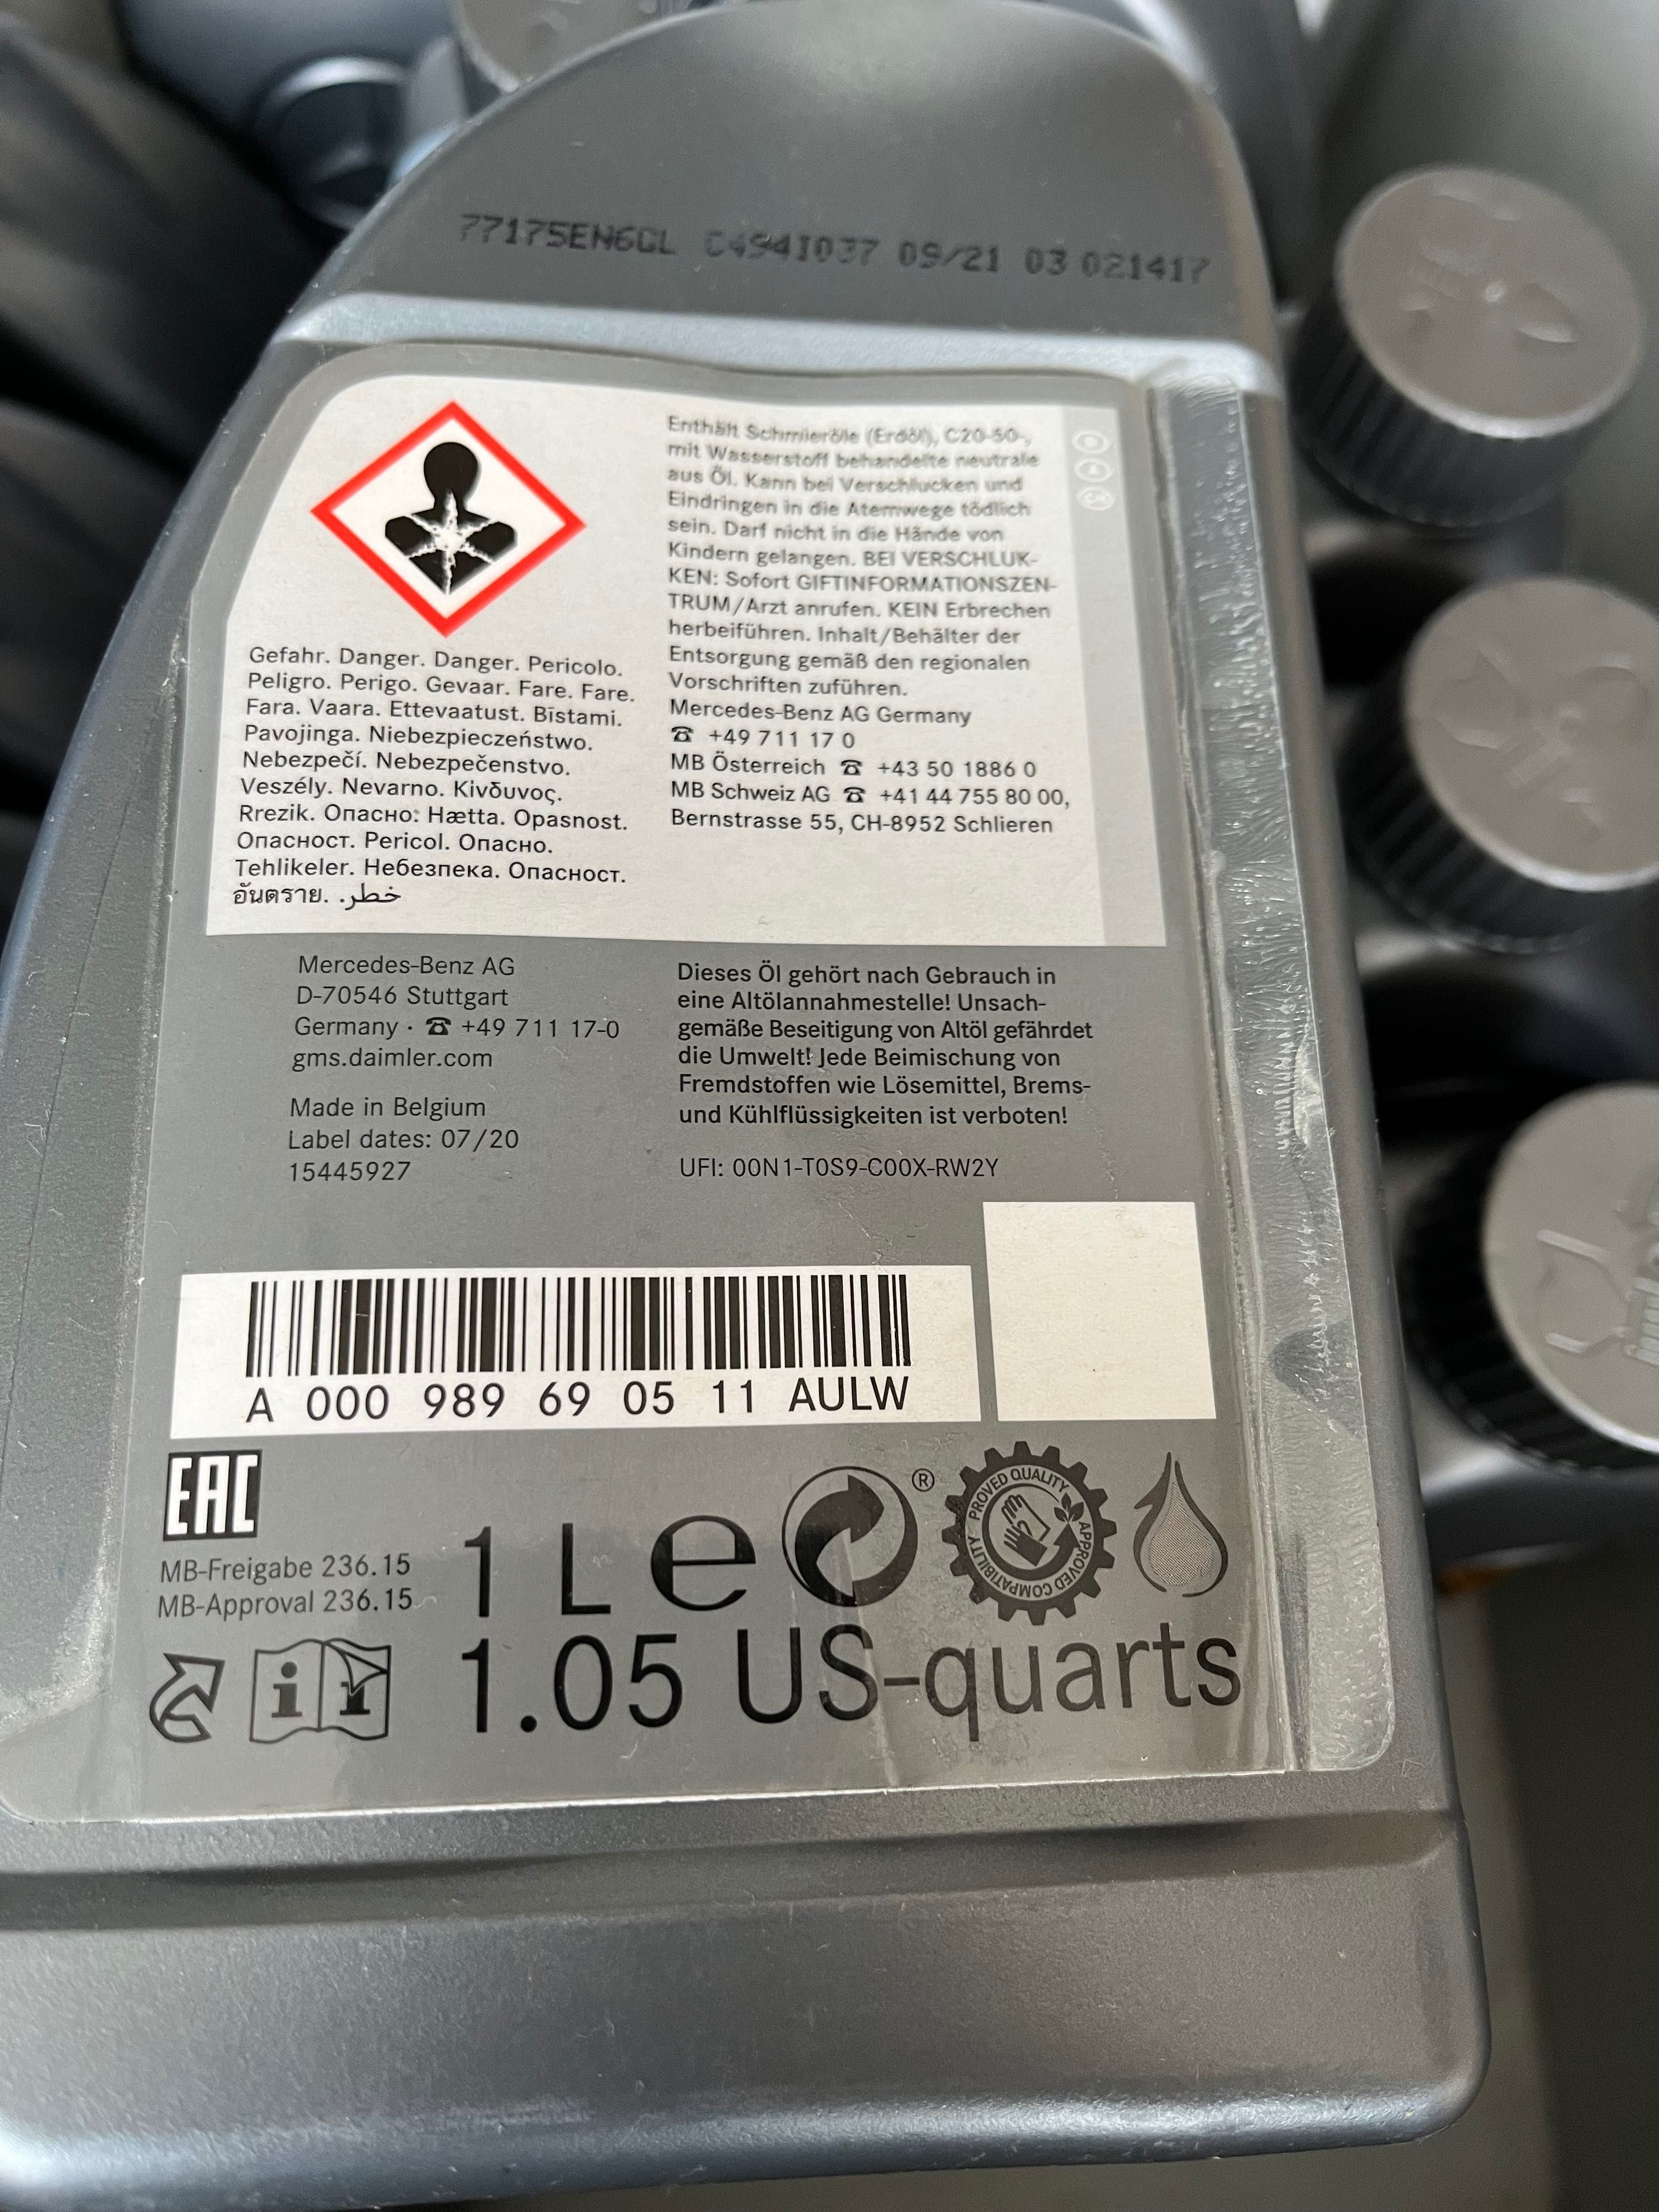 77175EN6GL C494I037 09/21 03 021417
Enthält Schmieröle (Erdöl), C20-50-,
mit Wasserstoff behandelte neutrale
aus Öl. Kann bei Verschlucken und
Eindringen in die Atemwege tödlich
sein. Darf nicht in die Hände von
Kindern gelangen. BEI VERSCHLUK-
KEN: Sofort GIFTINFORMATIONSZEN-
TRUM/Arzt anrufen. KEIN Erbrechen
herbeiführen. Inhalt/Behälter der
Entsorgung gemäß den regionalen
Vorschriften zuführen.
Mercedes-Benz AG Germany
☎ +49 711 17 0
MB Österreich ☎ +43 50 1886 0
MB Schweiz AG ☎ +41 44 755 80 00,
Bernstrasse 55, CH-8952 Schlieren
D
A
CH
Gefahr. Danger. Danger. Pericolo.
Peligro. Perigo. Gevaar. Fare. Fare.
Fara. Vaara. Ettevaatust. Bīstami.
Pavojinga. Niebezpieczeństwo.
Nebezpečí. Nebezpečenstvo.
Veszély. Nevarno. Κίνδυνος.
Rrezik. Опасно: Hætta. Opasnost.
Опасност. Pericol. Опасно.
Tehlikeler. Небезпека. Опасност.
อันตราย. خطر.
Mercedes-Benz AG
D-70546 Stuttgart
Germany · ☎ +49 711 17-0
gms.daimler.com
Made in Belgium
Label dates: 07/20
15445927
Dieses Öl gehört nach Gebrauch in
eine Altölannahmestelle! Unsach-
gemäße Beseitigung von Altöl gefährdet
die Umwelt! Jede Beimischung von
Fremdstoffen wie Lösemittel, Brems-
und Kühlflüssigkeiten ist verboten!
UFI: 00N1-T0S9-C00X-RW2Y
A 000 989 69 05 11 AULW
EAC
MB-Freigabe 236.15
MB-Approval 236.15
1 L e
®
PROVED QUALITY
APPROVED COMPATIBILITY
1.05 US-quarts